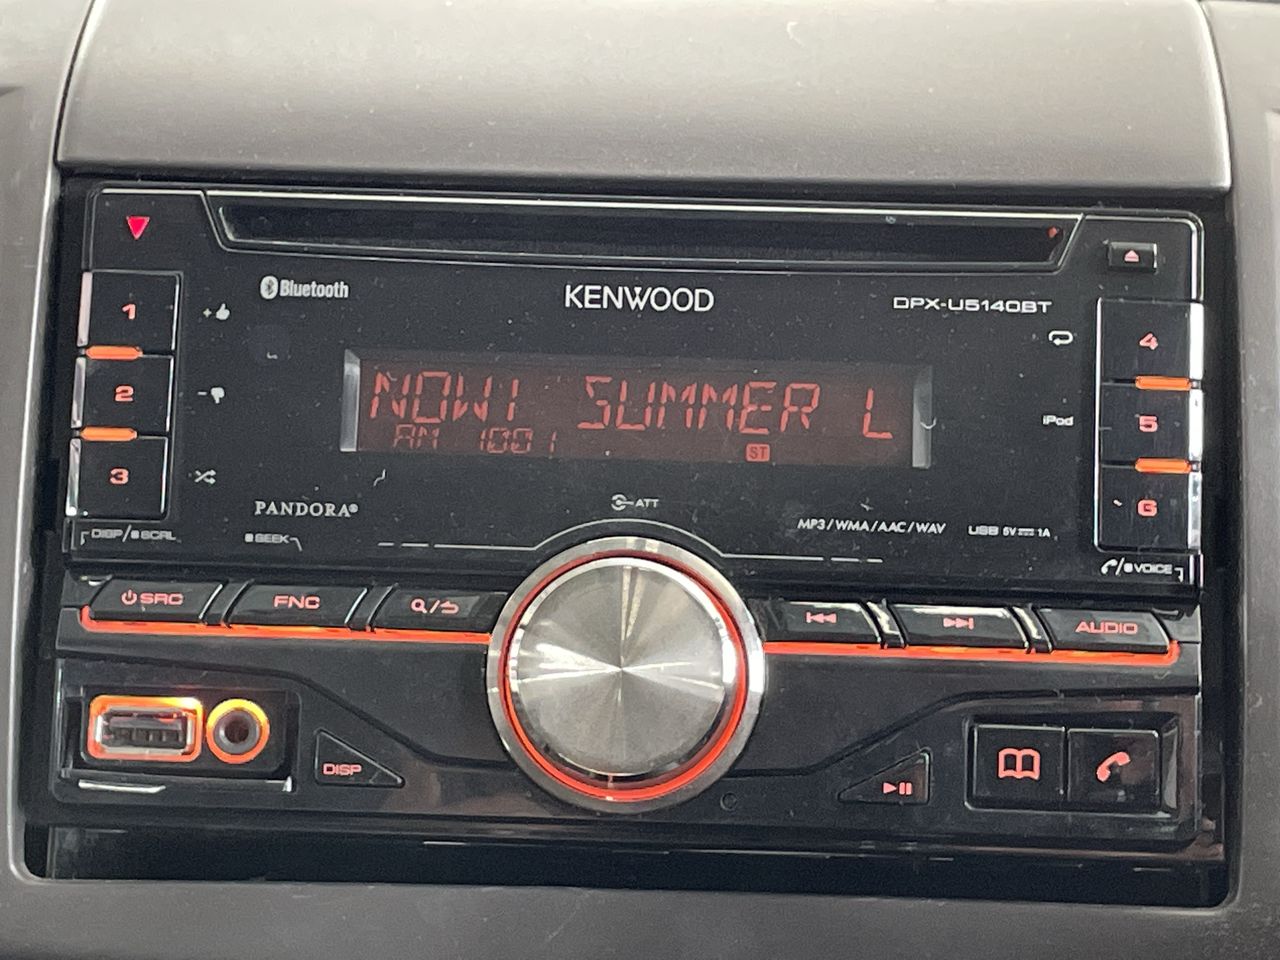 Bluetooth
KENWOOD
DPX-U5140BT
1
2
3
4
5
6
iPod
NOW! SUMMER L
AM 1001
ST
PANDORA®
ATT
MP3/WMA/AAC/WAV
USB 5V 1A
DISP/SCRL
SEEK
VOICE
SRC
FNC
AUDIO
DISP